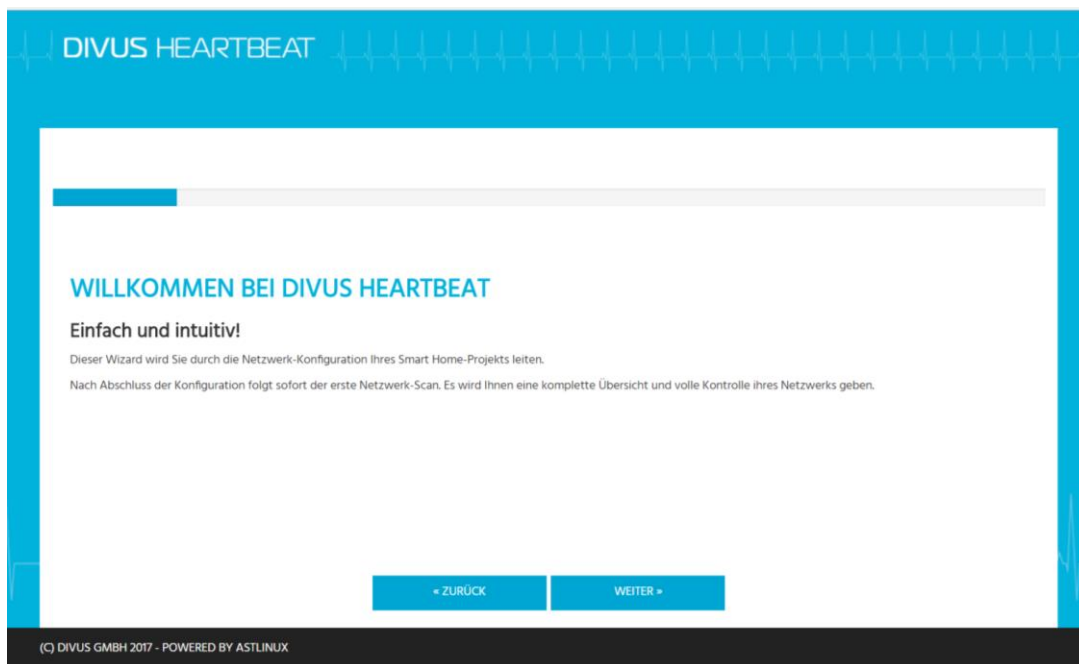 DIVUS HEARTBEAT
WILLKOMMEN BEI DIVUS HEARTBEAT
Einfach und intuitiv!
Dieser Wizard wird Sie durch die Netzwerk-Konfiguration Ihres Smart Home-Projekts leiten.
Nach Abschluss der Konfiguration folgt sofort der erste Netzwerk-Scan. Es wird Ihnen eine komplette Übersicht und volle Kontrolle ihres Netzwerks geben.
« ZURÜCK
WEITER »
(C) DIVUS GMBH 2017 - POWERED BY ASTLINUX